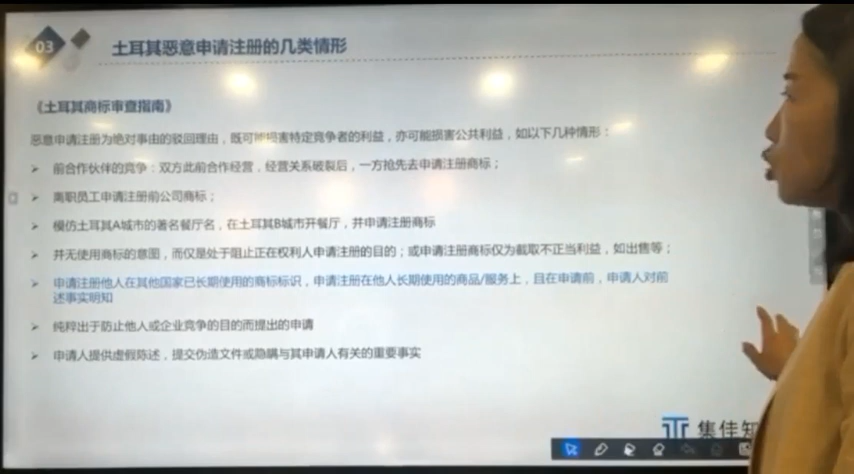 03
土耳其恶意申请注册的几类情形
《土耳其商标审查指南》
恶意申请注册为绝对事由的驳回理由，既可能损害特定竞争者的利益，亦可能损害公共利益，如以下几种情形：
➢ 前合作伙伴的竞争：双方此前合作经营，经营关系破裂后，一方抢先去申请注册商标；
➢ 离职员工申请注册前公司商标；
➢ 模仿土耳其A城市的著名餐厅名，在土耳其B城市开餐厅，并申请注册商标
➢ 并无使用商标的意图，而仅是处于阻止正在权利人申请注册的目的；或申请注册商标仅为截取不正当利益，如出售等；
➢ 申请注册他人在其他国家已长期使用的商标标识，申请注册在他人长期使用的商品/服务上，且在申请前，申请人对前
述事实明知
➢ 纯粹出于防止他人或企业竞争的目的而提出的申请
➢ 申请人提供虚假陈述，提交伪造文件或隐瞒与其申请人有关的重要事实
集佳知